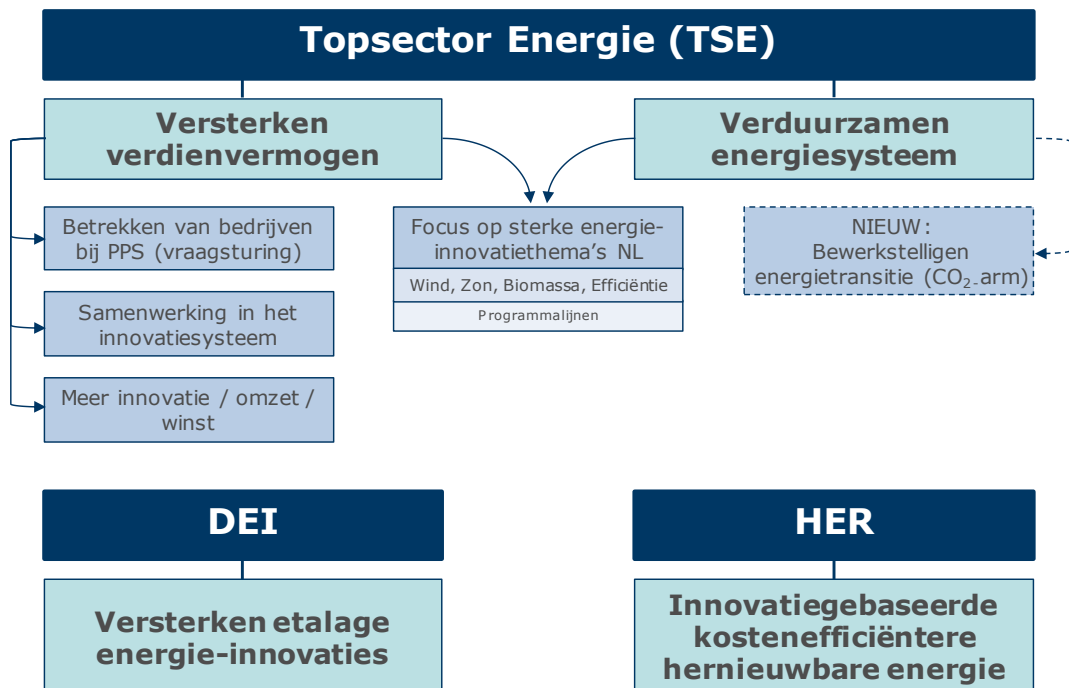 Topsector Energie (TSE)
Versterken
verdienvermogen
Verduurzamen
energiesysteem
Betrekken van bedrijven
bij PPS (vraagsturing)
Focus op sterke energie-
innovatiethema's NL
Wind, Zon, Biomassa, Efficiëntie
Programmalijnen
NIEUW:
Bewerkstelligen
energietransitie (CO₂-arm)
Samenwerking in het
innovatiesysteem
Meer innovatie / omzet /
winst
DEI
HER
Versterken etalage
energie-innovaties
Innovatiegebaseerde
kostenefficiëntere
hernieuwbare energie